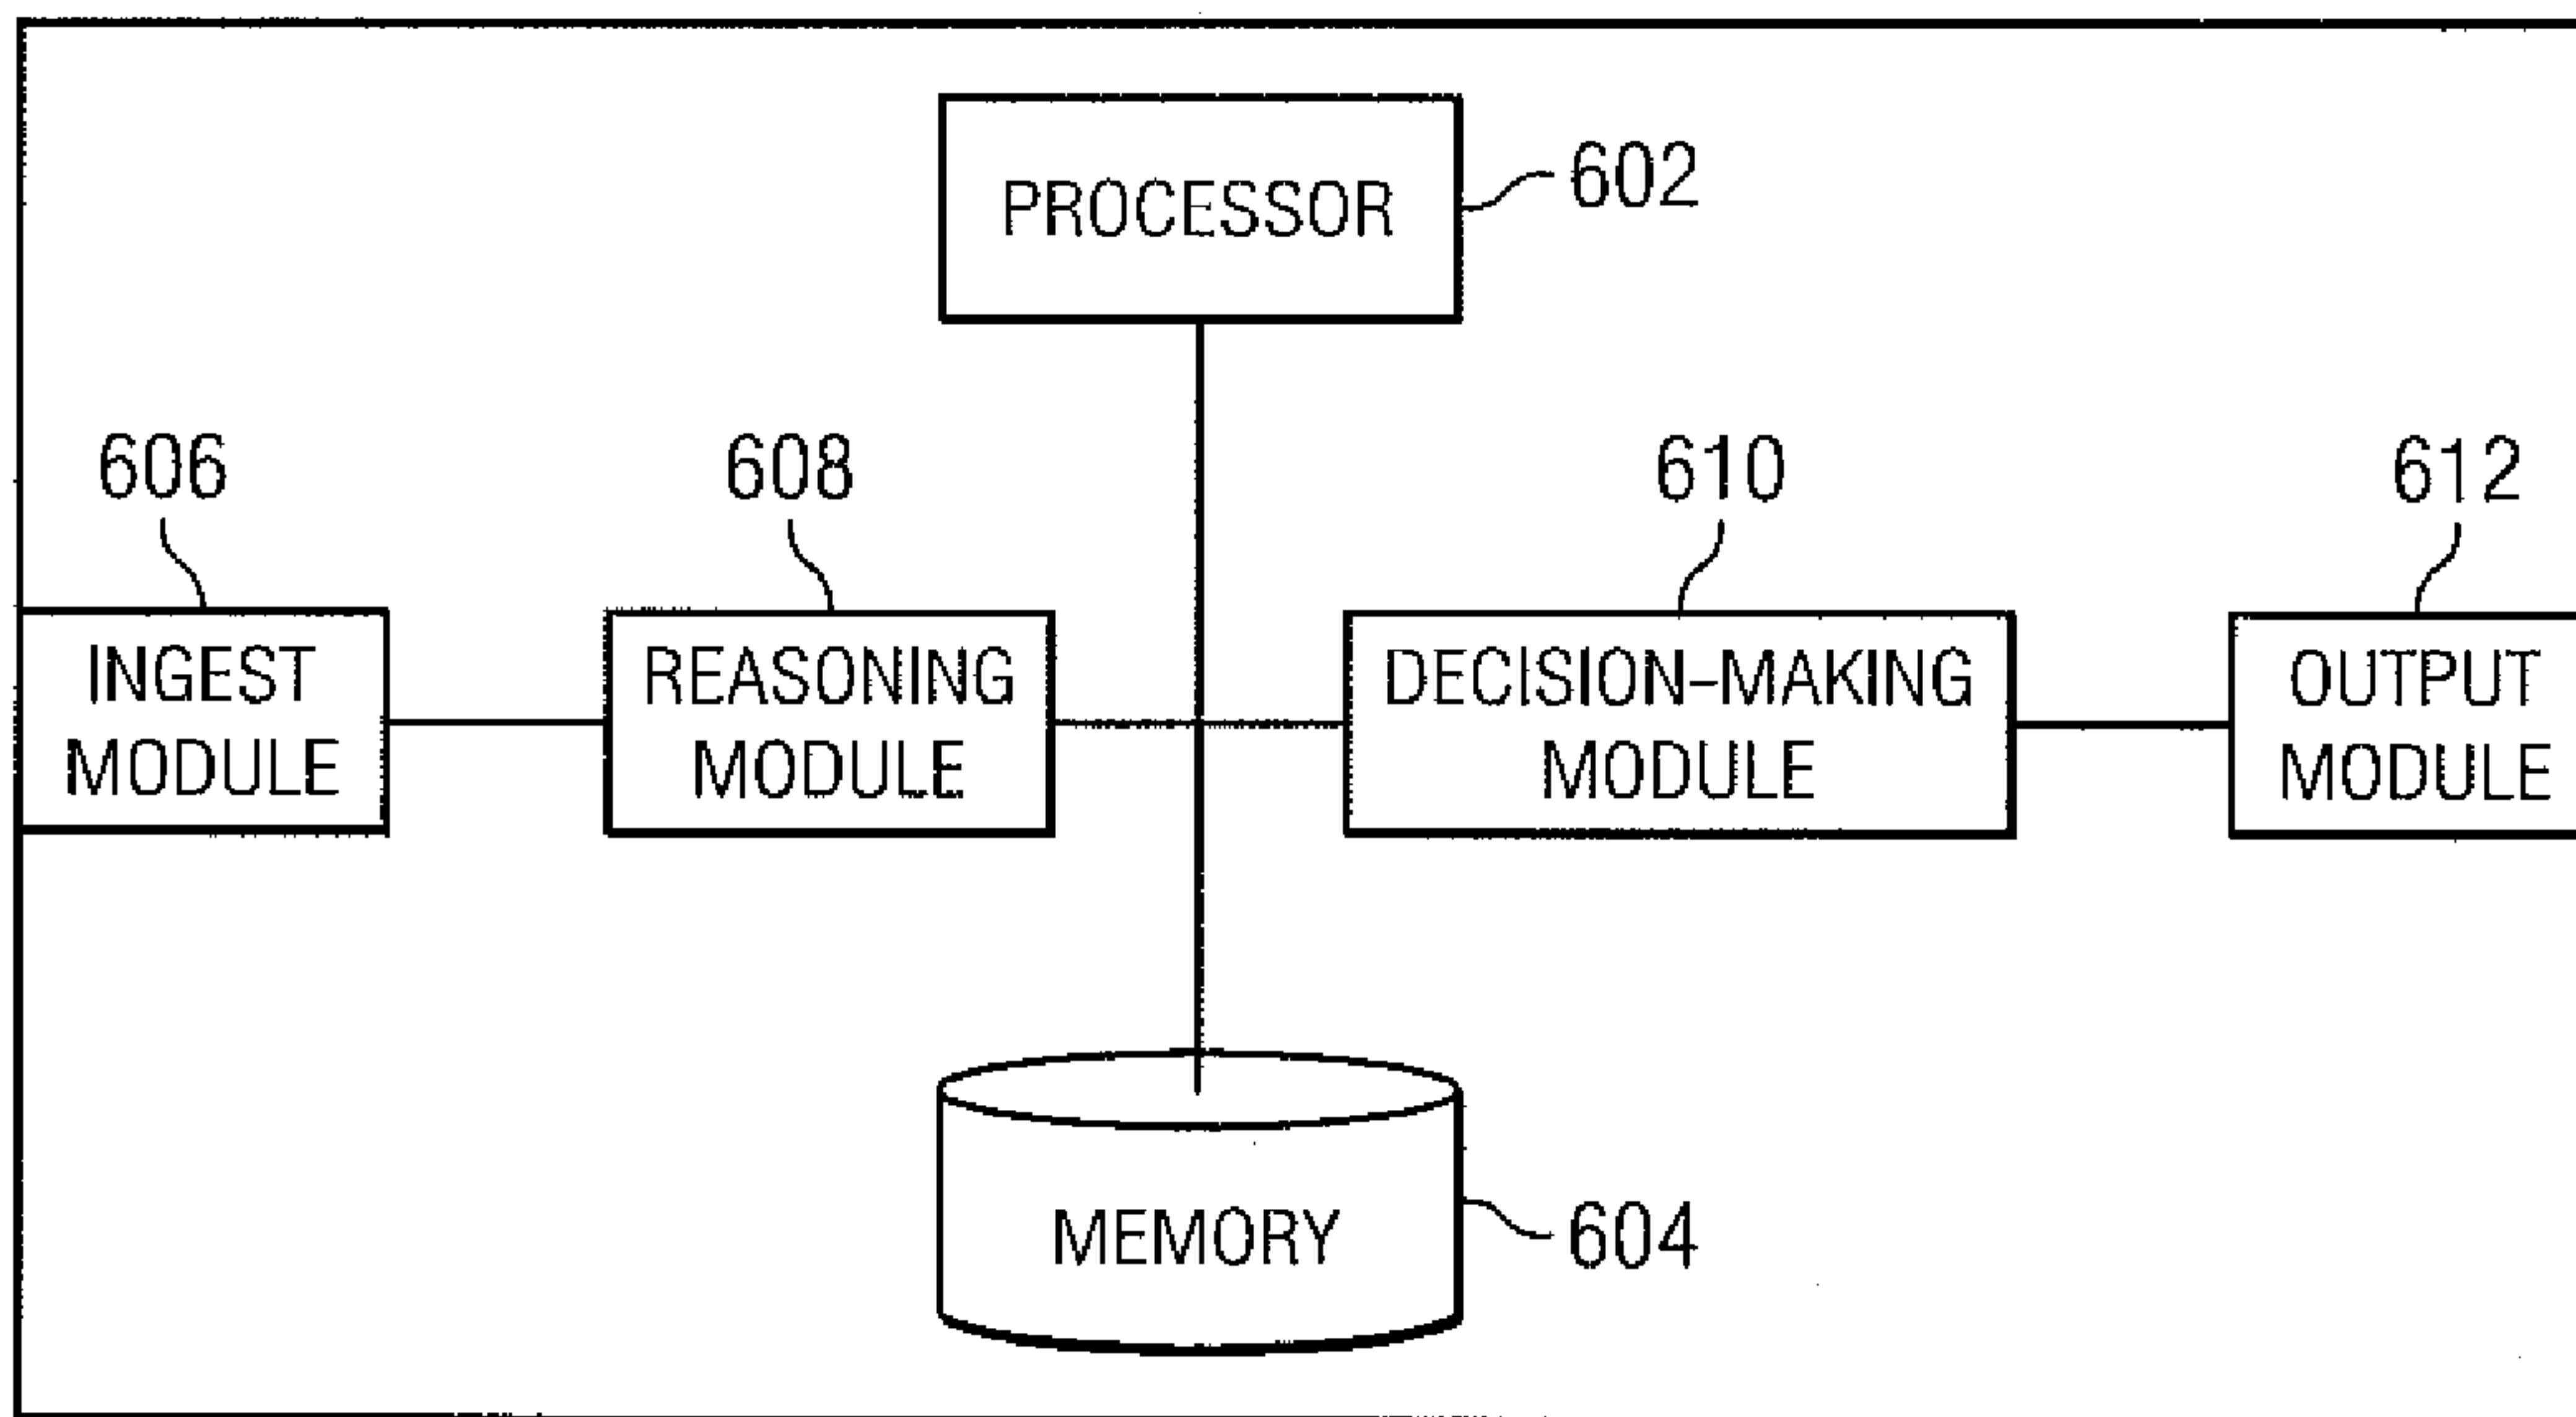 PROCESSOR
602
606
608
610
612
INGEST
MODULE
REASONING
MODULE
DECISION-MAKING
MODULE
OUTPUT
MODULE
MEMORY
604